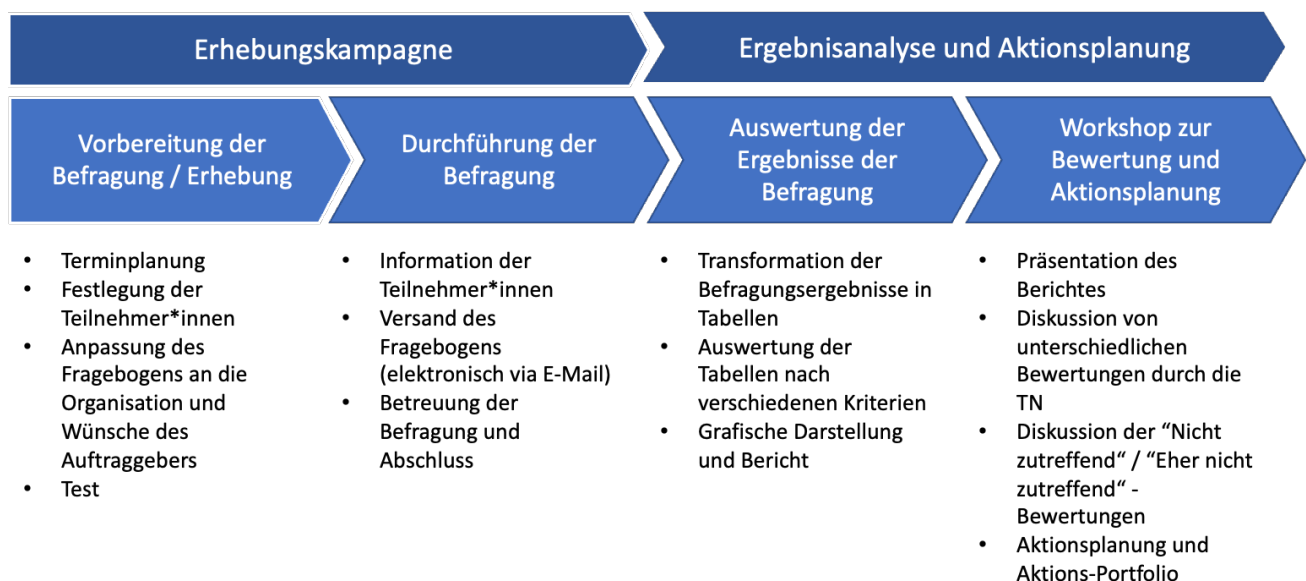 Erhebungskampagne
Ergebnisanalyse und Aktionsplanung
Vorbereitung der
Befragung / Erhebung
Durchführung der
Befragung
Auswertung der
Ergebnisse der
Befragung
Workshop zur
Bewertung und
Aktionsplanung
• Terminplanung
• Festlegung der
Teilnehmer*innen
• Anpassung des
Fragebogens an die
Organisation und
Wünsche des
Auftraggebers
• Test
• Information der
Teilnehmer*innen
• Versand des
Fragebogens
(elektronisch via E-Mail)
• Betreuung der
Befragung und
Abschluss
• Transformation der
Befragungsergebnisse in
Tabellen
• Auswertung der
Tabellen nach
verschiedenen Kriterien
• Grafische Darstellung
und Bericht
• Präsentation des
Berichtes
• Diskussion von
unterschiedlichen
Bewertungen durch die
TN
• Diskussion der “Nicht
zutreffend“ / “Eher nicht
zutreffend“ -
Bewertungen
• Aktionsplanung und
Aktions-Portfolio